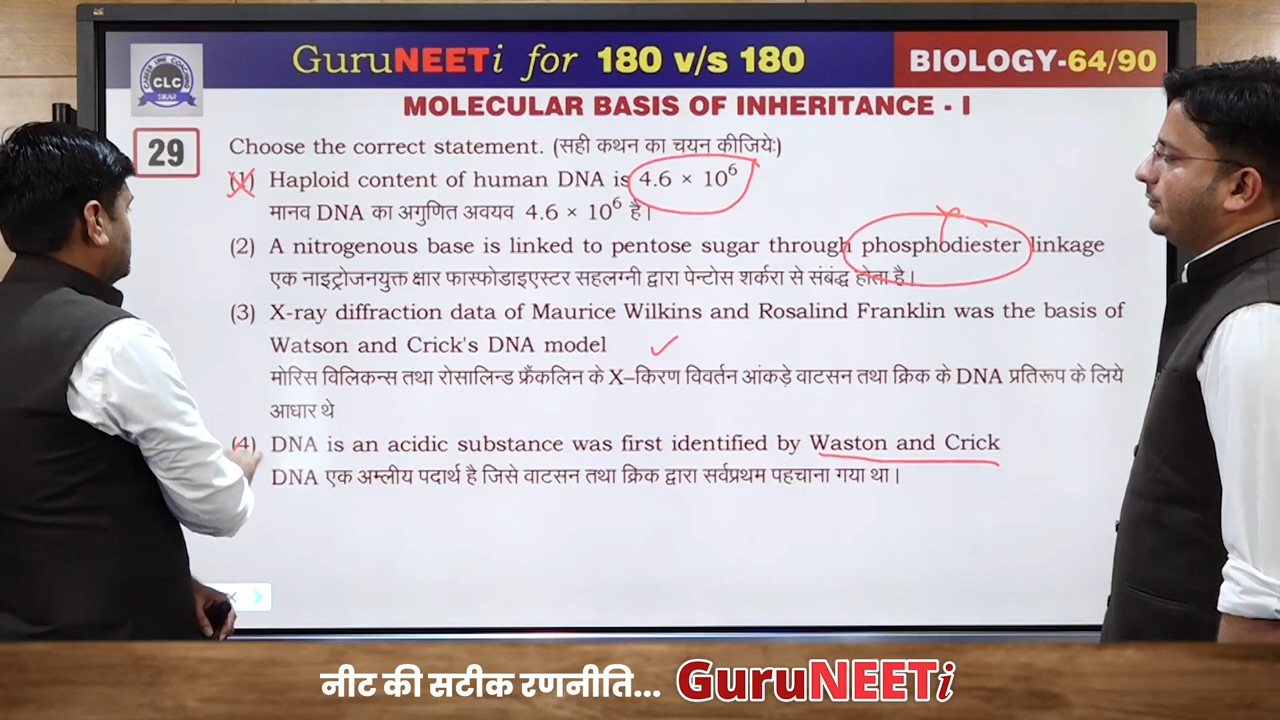 GuruNEETi for 180 v/s 180
BIOLOGY-64/90
CLC
SIKAR
MOLECULAR BASIS OF INHERITANCE - I
29
Choose the correct statement. (सही कथन का चयन कीजियेः)
(1) Haploid content of human DNA is 4.6 × 10⁶
मानव DNA का अगुणित अवयव 4.6 × 10⁶ है।
(2) A nitrogenous base is linked to pentose sugar through phosphodiester linkage
एक नाइट्रोजनयुक्त क्षार फास्फोडाइएस्टर सहलग्नी द्वारा पेन्टोस शर्करा से संबंद्ध होता है।
(3) X-ray diffraction data of Maurice Wilkins and Rosalind Franklin was the basis of
Watson and Crick's DNA model
मोरिस विलिकन्स तथा रोसालिन्ड फ्रैंकलिन के X–किरण विवर्तन आंकड़े वाटसन तथा क्रिक के DNA प्रतिरूप के लिये
आधार थे
(4) DNA is an acidic substance was first identified by Waston and Crick
DNA एक अम्लीय पदार्थ है जिसे वाटसन तथा क्रिक द्वारा सर्वप्रथम पहचाना गया था।
नीट की सटीक रणनीति... GuruNEETi